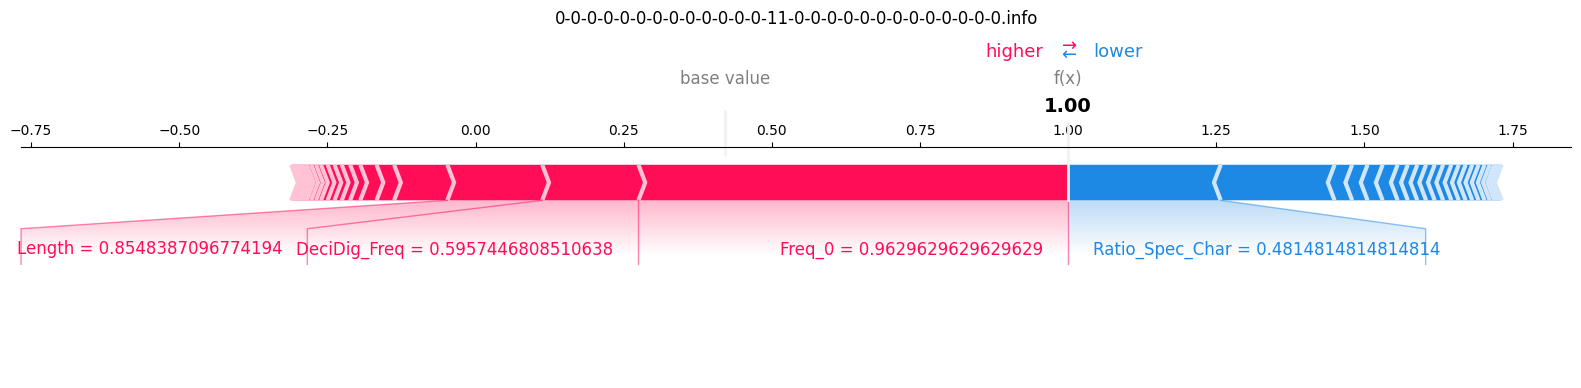 0-0-0-0-0-0-0-0-0-0-0-0-0-11-0-0-0-0-0-0-0-0-0-0-0-0-0-0.info
higher → ← lower
base value f(x)
1.00
−0.75 −0.50 −0.25 0.00 0.25 0.50 0.75 1.00 1.25 1.50 1.75
Length = 0.8548387096774194 DeciDig_Freq = 0.5957446808510638 Freq_0 = 0.9629629629629629 Ratio_Spec_Char = 0.4814814814814814